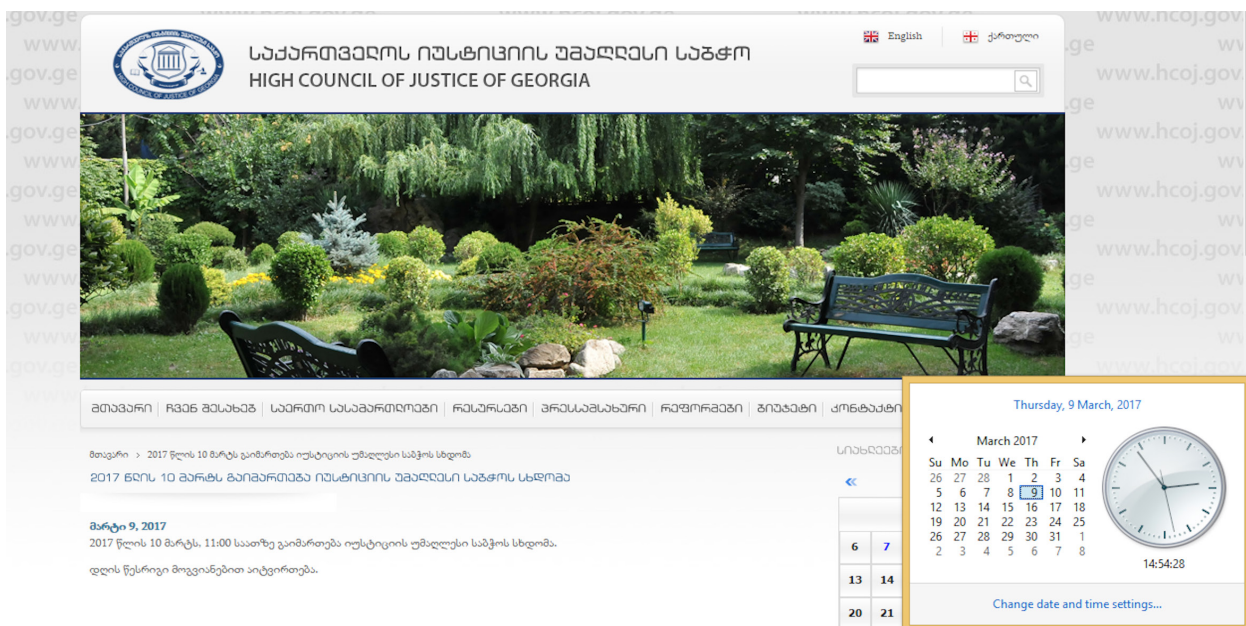 საქართველოს იუსტიციის უმაღლესი საბჭო
HIGH COUNCIL OF JUSTICE OF GEORGIA
English
ქართული
მთავარი
ჩვენ შესახებ
საერთო სასამართლოები
რესურსები
პრესსამსახური
რეფორმები
ბიუჯეტი
მთავარი > 2017 წლის 10 მარტს გაიმართება იუსტიციის უმაღლესი საბჭოს სხდომა
2017 წლის 10 მარტს გაიმართება იუსტიციის უმაღლესი საბჭოს სხდომა
მარტი 9, 2017
2017 წლის 10 მარტს, 11:00 საათზე გაიმართება იუსტიციის უმაღლესი საბჭოს სხდომა.
დღის წესრიგი მოგვიანებით აიტვირთება.
6 7
13 14
20 21
Thursday, 9 March, 2017
March 2017
Su Mo Tu We Th Fr Sa
26 27 28 1 2 3 4
5 6 7 8 9 10 11
12 13 14 15 16 17 18
19 20 21 22 23 24 25
26 27 28 29 30 31 1
2 3 4 5 6 7 8
14:54:28
Change date and time settings...
www.hcoj.gov